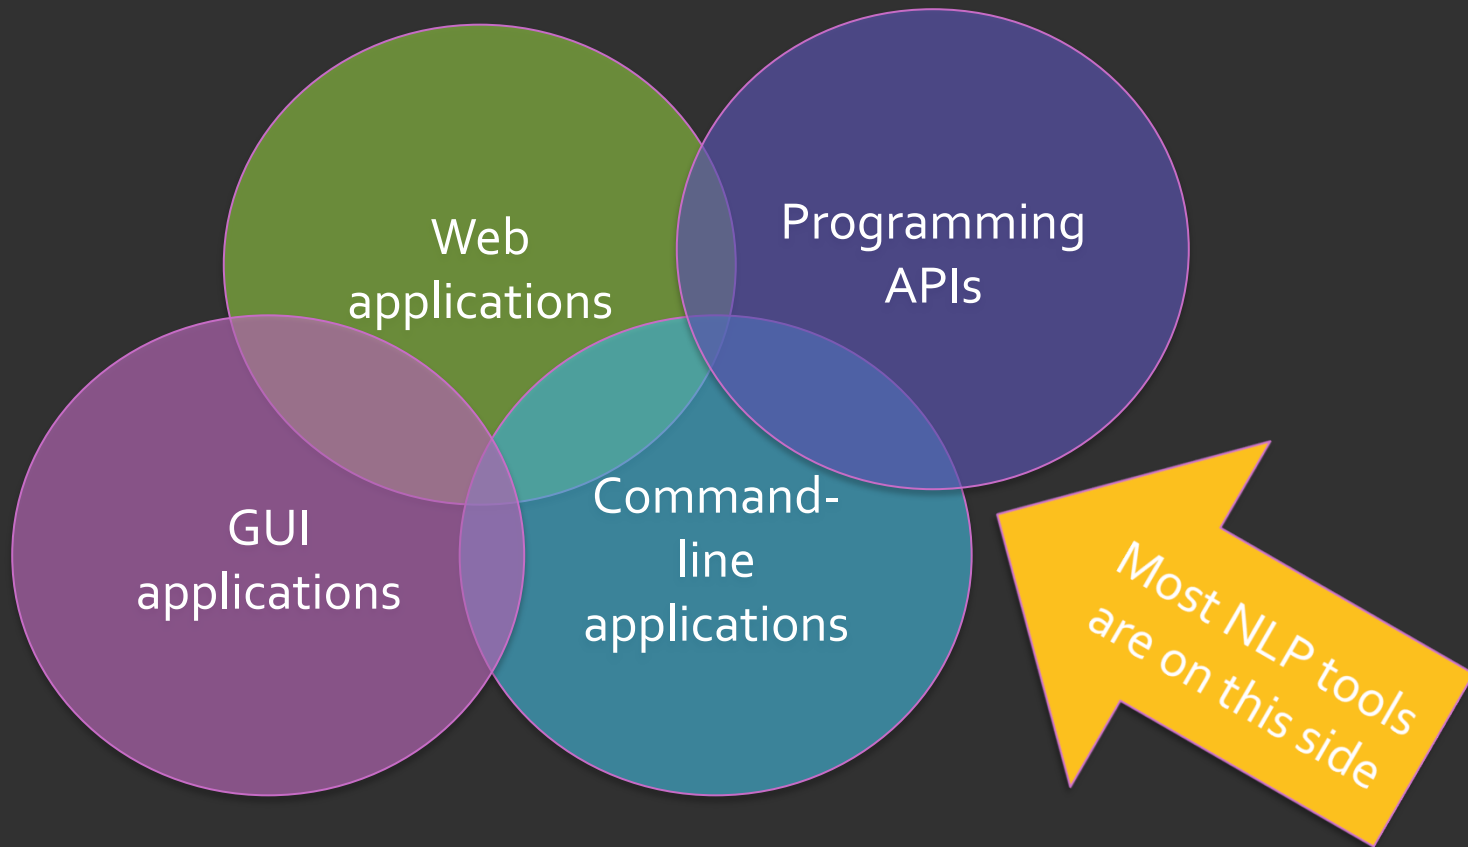 Web
applications
Programming
APIs
GUI
applications
Command-
line
applications
Most NLP tools
are on this side